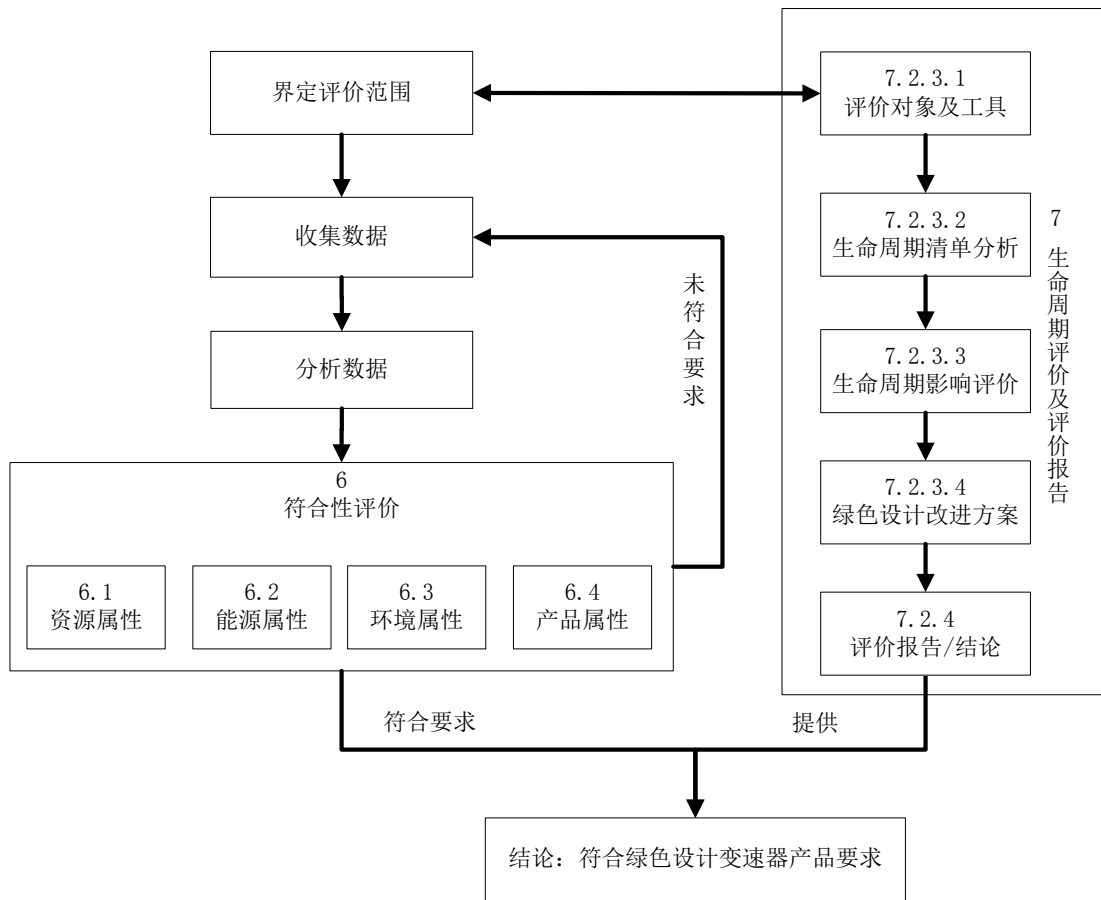 界定评价范围
收集数据
分析数据
6
符合性评价
6.1
资源属性
6.2
能源属性
6.3
环境属性
6.4
产品属性
未符合要求
7.2.3.1
评价对象及工具
7.2.3.2
生命周期清单分析
7.2.3.3
生命周期影响评价
7.2.3.4
绿色设计改进方案
7.2.4
评价报告/结论
7 生命周期评价及评价报告
符合要求
提供
结论：符合绿色设计变速器产品要求